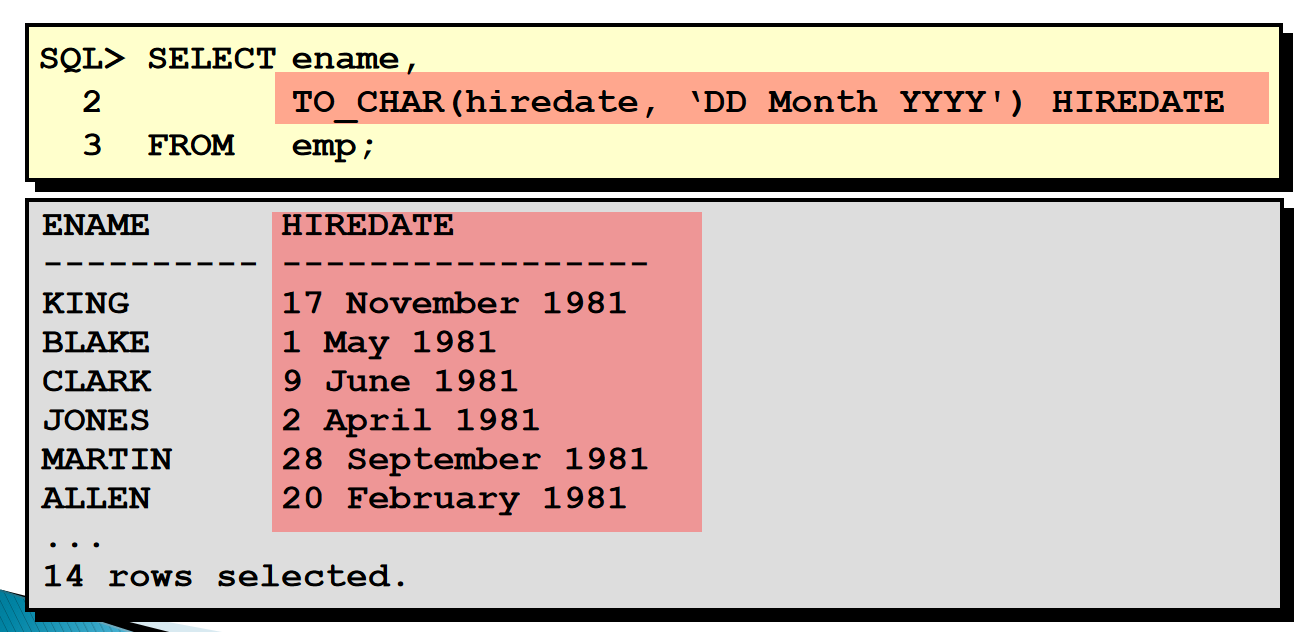 SQL> SELECT ename,
2 TO_CHAR(hiredate, ‘DD Month YYYY') HIREDATE
3 FROM emp;
ENAME HIREDATE
---------- -----------------
KING 17 November 1981
BLAKE 1 May 1981
CLARK 9 June 1981
JONES 2 April 1981
MARTIN 28 September 1981
ALLEN 20 February 1981
...
14 rows selected.